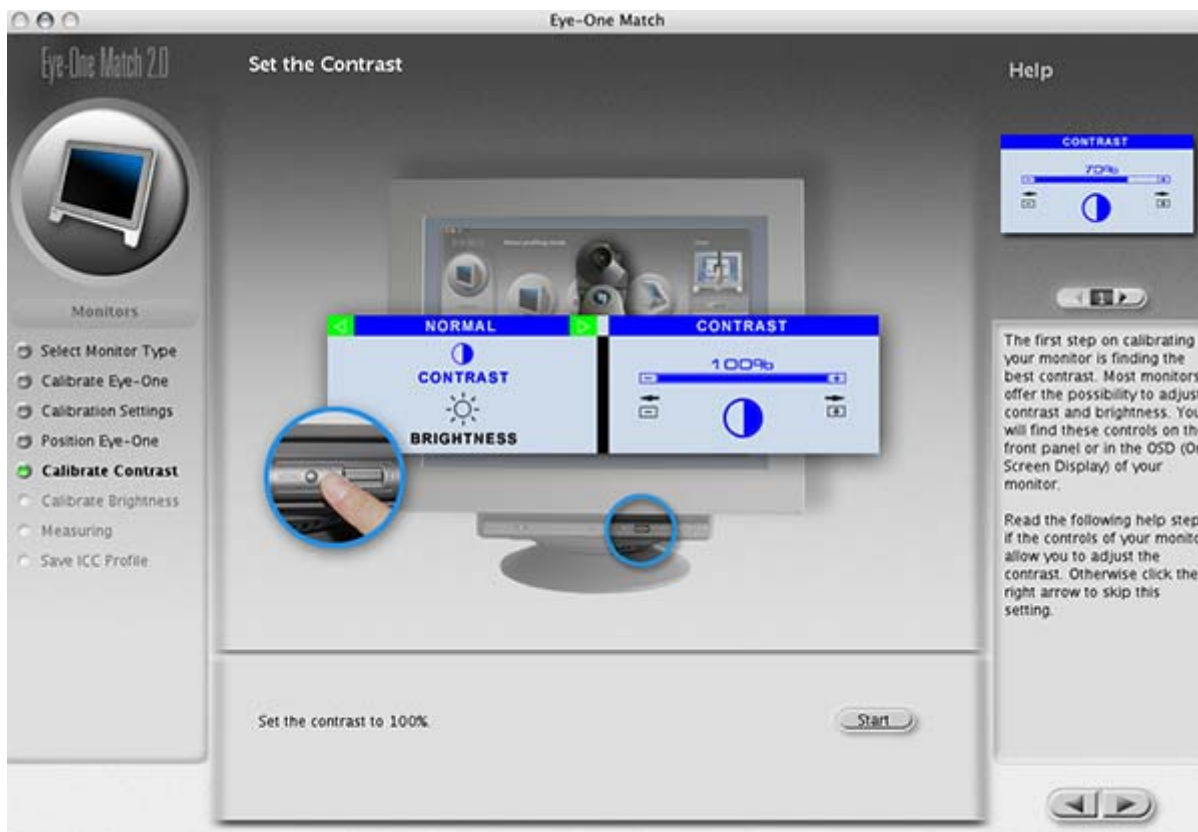 Eye-One Match
Eye-One Match 2.0
Set the Contrast
Help
CONTRAST
70%
Monitors
Select Monitor Type
Calibrate Eye-One
Calibration Settings
Position Eye-One
Calibrate Contrast
Calibrate Brightness
Measuring
Save ICC Profile
NORMAL
CONTRAST
BRIGHTNESS
CONTRAST
100%
Set the contrast to 100%.
Start
1
The first step on calibrating
your monitor is finding the
best contrast. Most monitors
offer the possibility to adjust
contrast and brightness. You
will find these controls on the
front panel or in the OSD (On
Screen Display) of your
monitor.
Read the following help step
if the controls of your monito
allow you to adjust the
contrast. Otherwise click the
right arrow to skip this
setting.